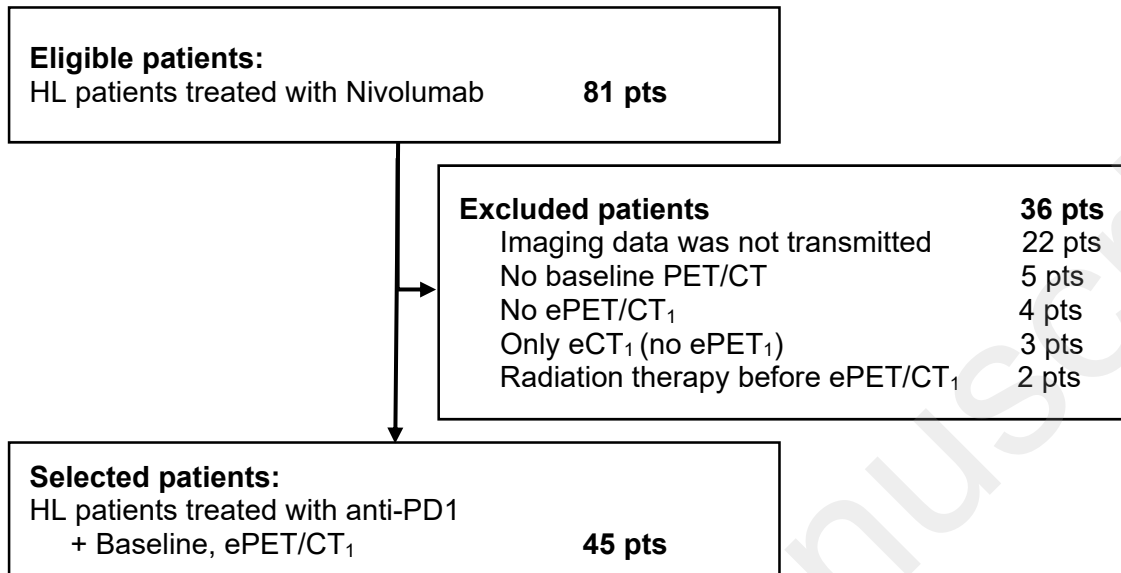 Eligible patients:
HL patients treated with Nivolumab 81 pts
Excluded patients 36 pts
Imaging data was not transmitted 22 pts
No baseline PET/CT 5 pts
No ePET/CT₁ 4 pts
Only eCT₁ (no ePET₁) 3 pts
Radiation therapy before ePET/CT₁ 2 pts
Selected patients:
HL patients treated with anti-PD1
+ Baseline, ePET/CT₁ 45 pts